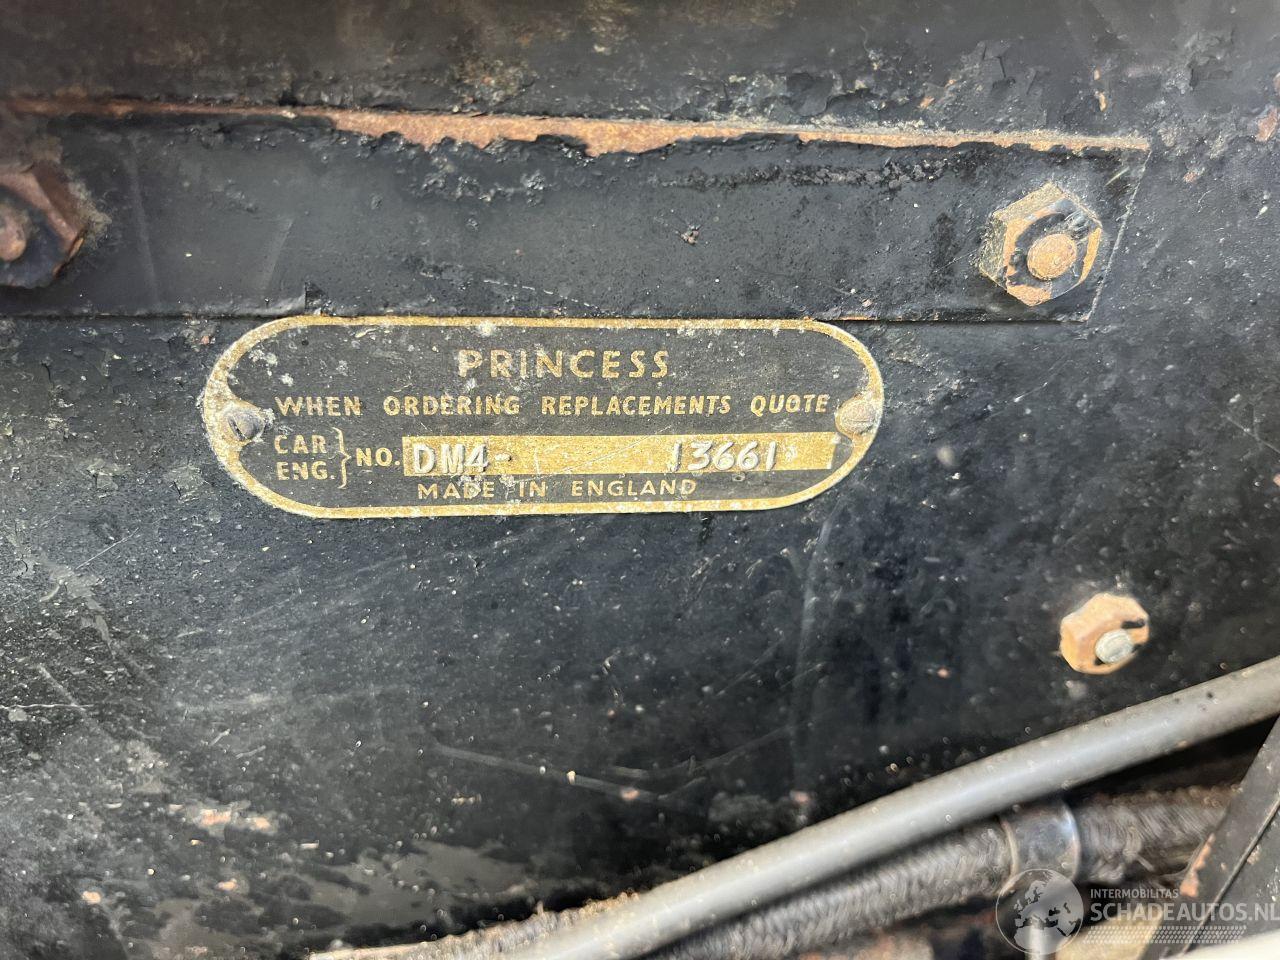 PRINCESS
WHEN ORDERING REPLACEMENTS QUOTE
CAR
ENG. } NO. DM4- 13661
MADE IN ENGLAND
INTERMOBILITAS
SCHADEAUTOS.NL